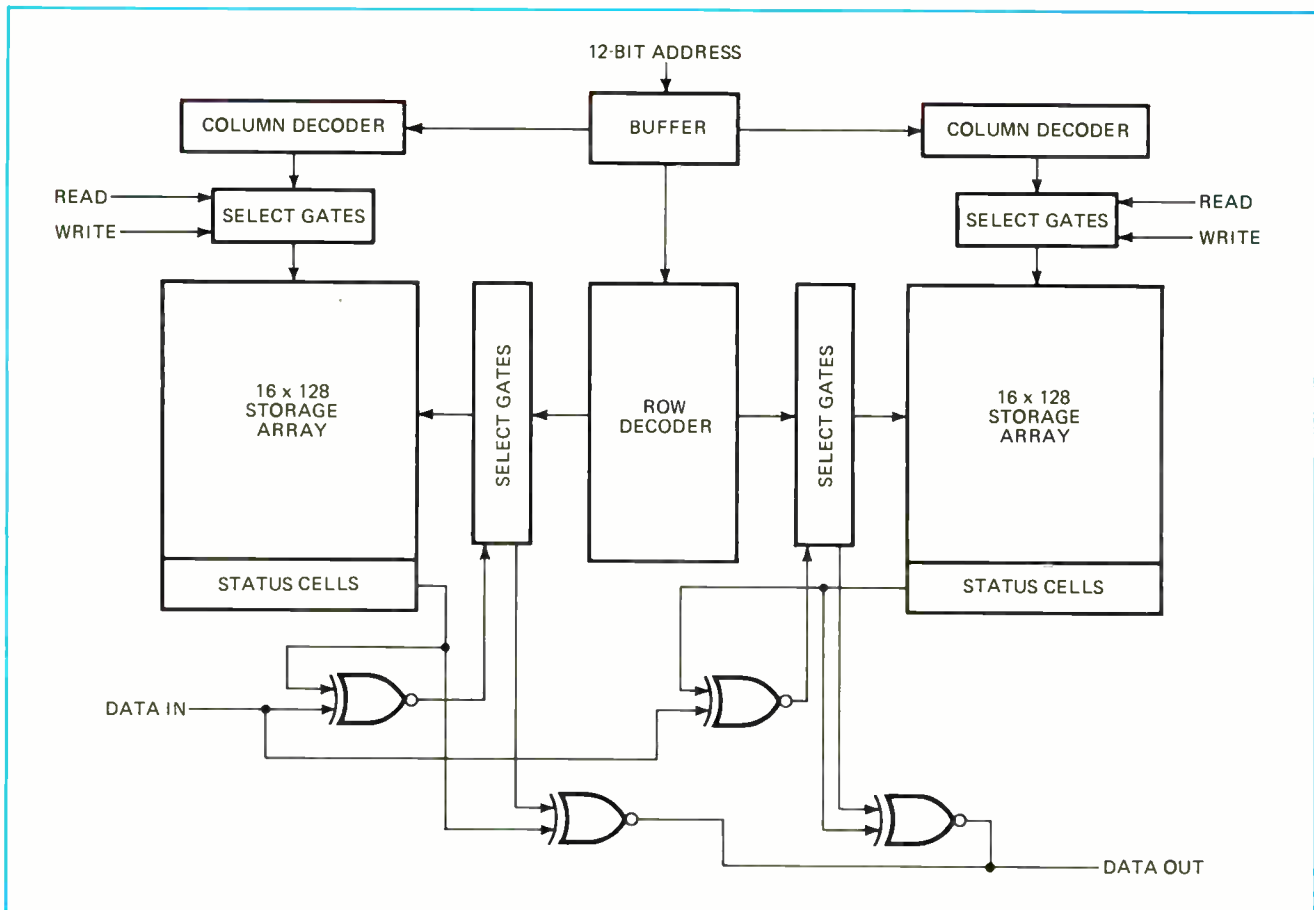 12-BIT ADDRESS
COLUMN DECODER
BUFFER
COLUMN DECODER
READ
WRITE
SELECT GATES
SELECT GATES
READ
WRITE
16 x 128
STORAGE
ARRAY
SELECT GATES
ROW
DECODER
SELECT GATES
16 x 128
STORAGE
ARRAY
STATUS CELLS
STATUS CELLS
DATA IN
DATA OUT